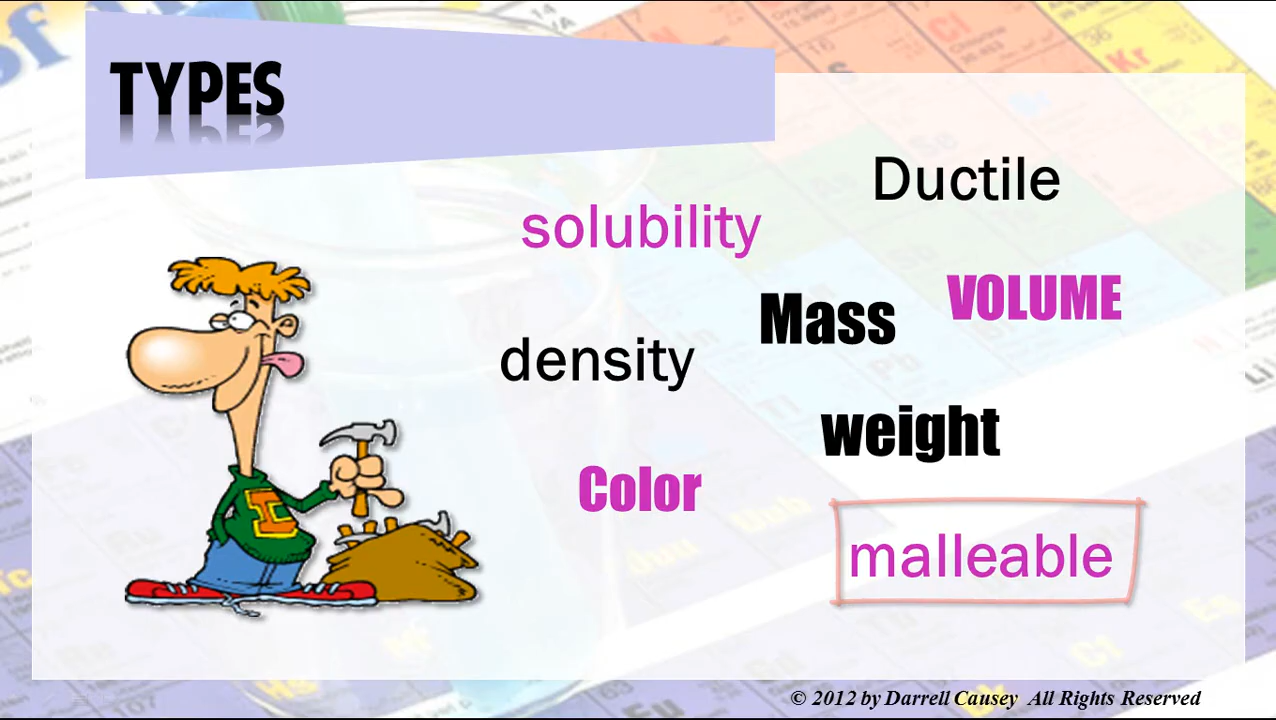 TYPES
Ductile
solubility
VOLUME
Mass
density
weight
Color
malleable
© 2012 by Darrell Causey All Rights Reserved